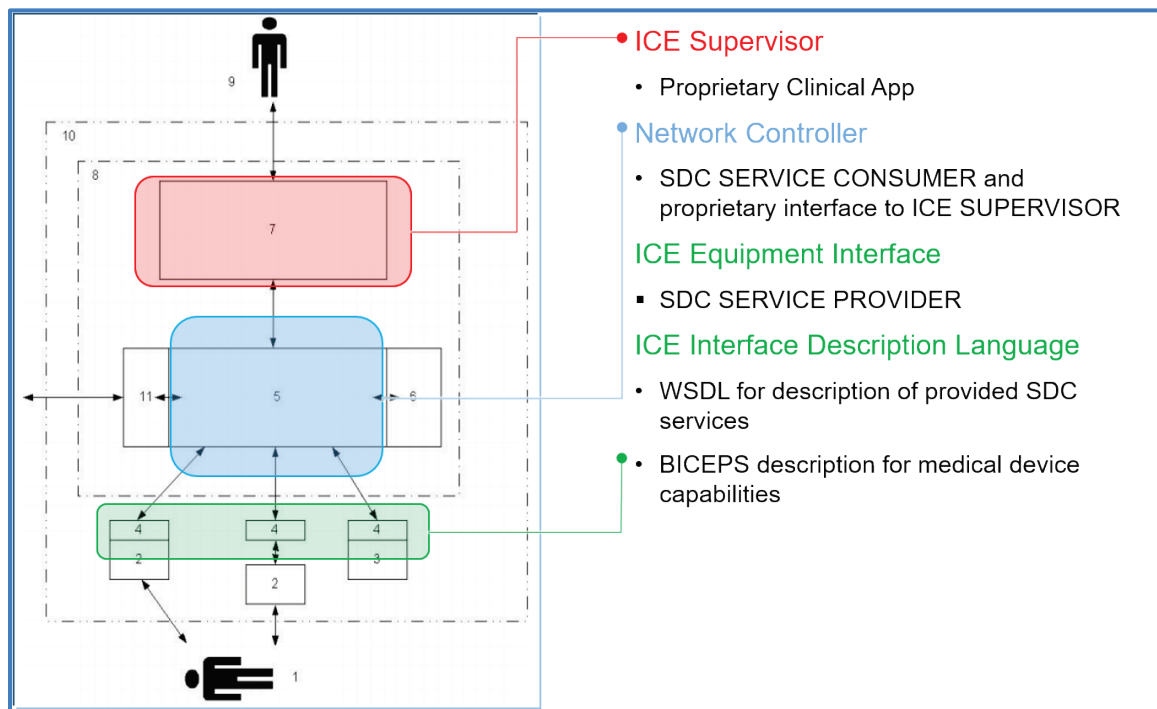 9
10
8
7
11
5
6
4
4
4
2
3
2
1
ICE Supervisor
• Proprietary Clinical App
Network Controller
• SDC SERVICE CONSUMER and
proprietary interface to ICE SUPERVISOR
ICE Equipment Interface
▪ SDC SERVICE PROVIDER
ICE Interface Description Language
• WSDL for description of provided SDC
services
• BICEPS description for medical device
capabilities